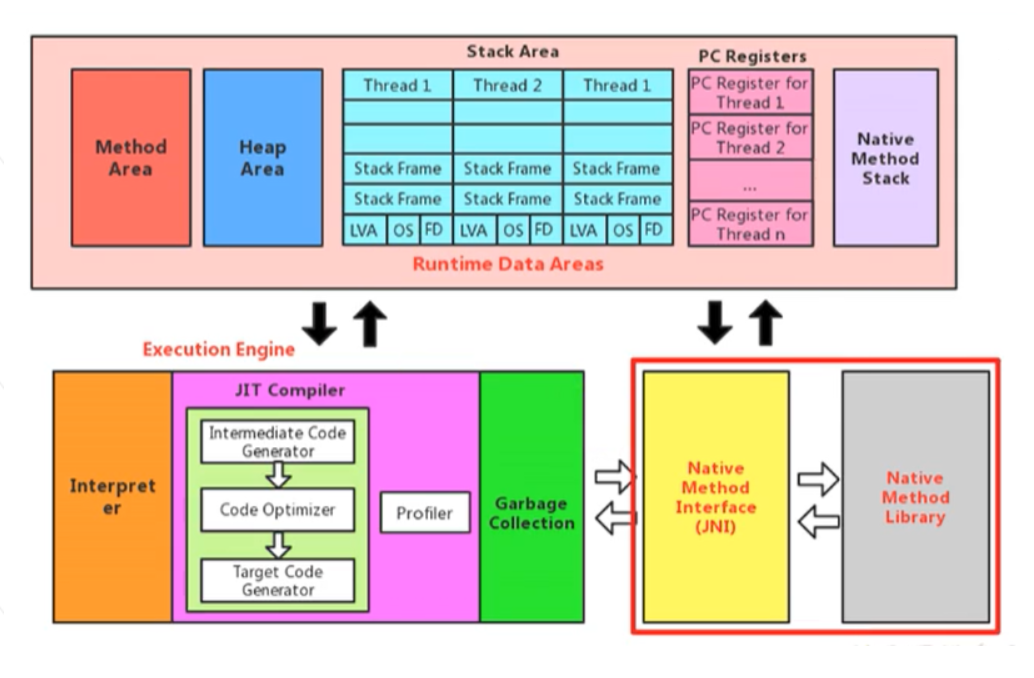 Stack Area
PC Registers
Method
Area
Heap
Area
Thread 1
Thread 2
Thread 1
Stack Frame
Stack Frame
Stack Frame
Stack Frame
Stack Frame
Stack Frame
LVA
OS
FD
LVA
OS
FD
LVA
OS
FD
PC Register for
Thread 1
PC Register for
Thread 2
...
PC Register for
Thread n
Native
Method
Stack
Runtime Data Areas
Execution Engine
Interpret
er
JIT Compiler
Intermediate Code
Generator
Code Optimizer
Target Code
Generator
Profiler
Garbage
Collection
Native
Method
Interface
(JNI)
Native
Method
Library